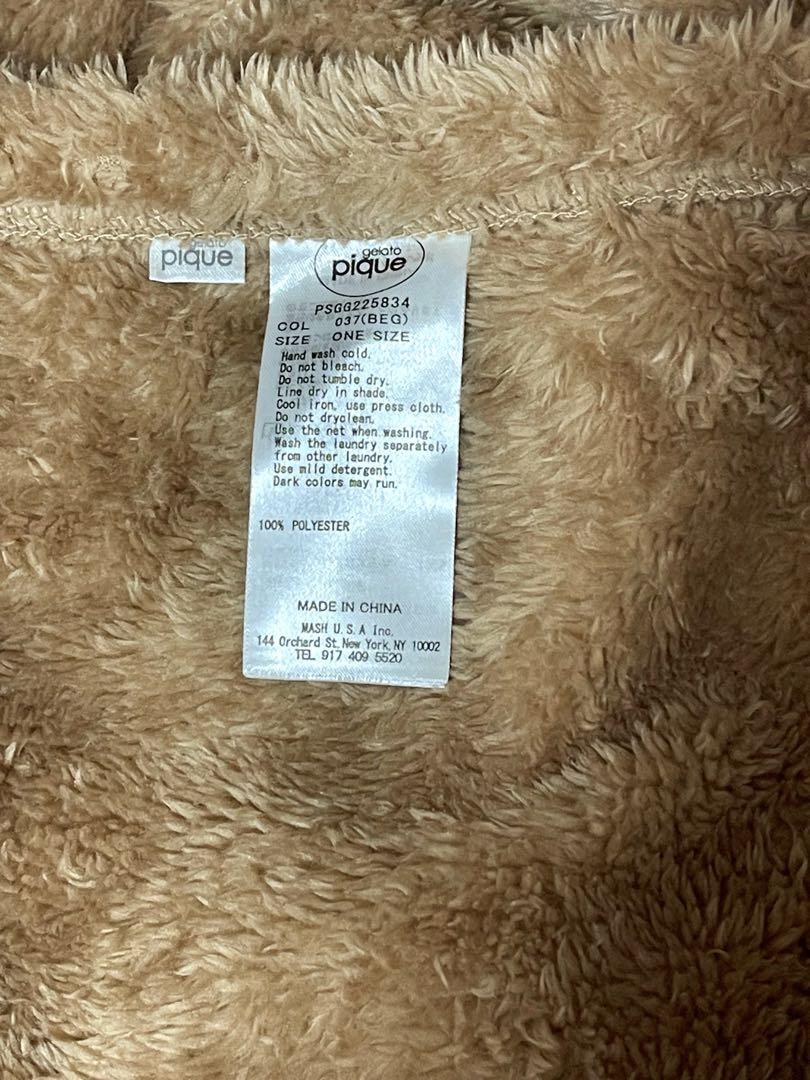 gelato
pique
gelato
pique
PSGG225834
COL 037(BEG)
SIZE ONE SIZE
Hand wash cold.
Do not bleach.
Do not tumble dry.
Line dry in shade.
Cool iron, use press cloth.
Do not dryclean.
Use the net when washing.
Wash the laundry separately
from other laundry.
Use mild detergent.
Dark colors may run.
100% POLYESTER
MADE IN CHINA
MASH U.S.A Inc.
144 Orchard St. New York, NY 10002
TEL 917 409 5520